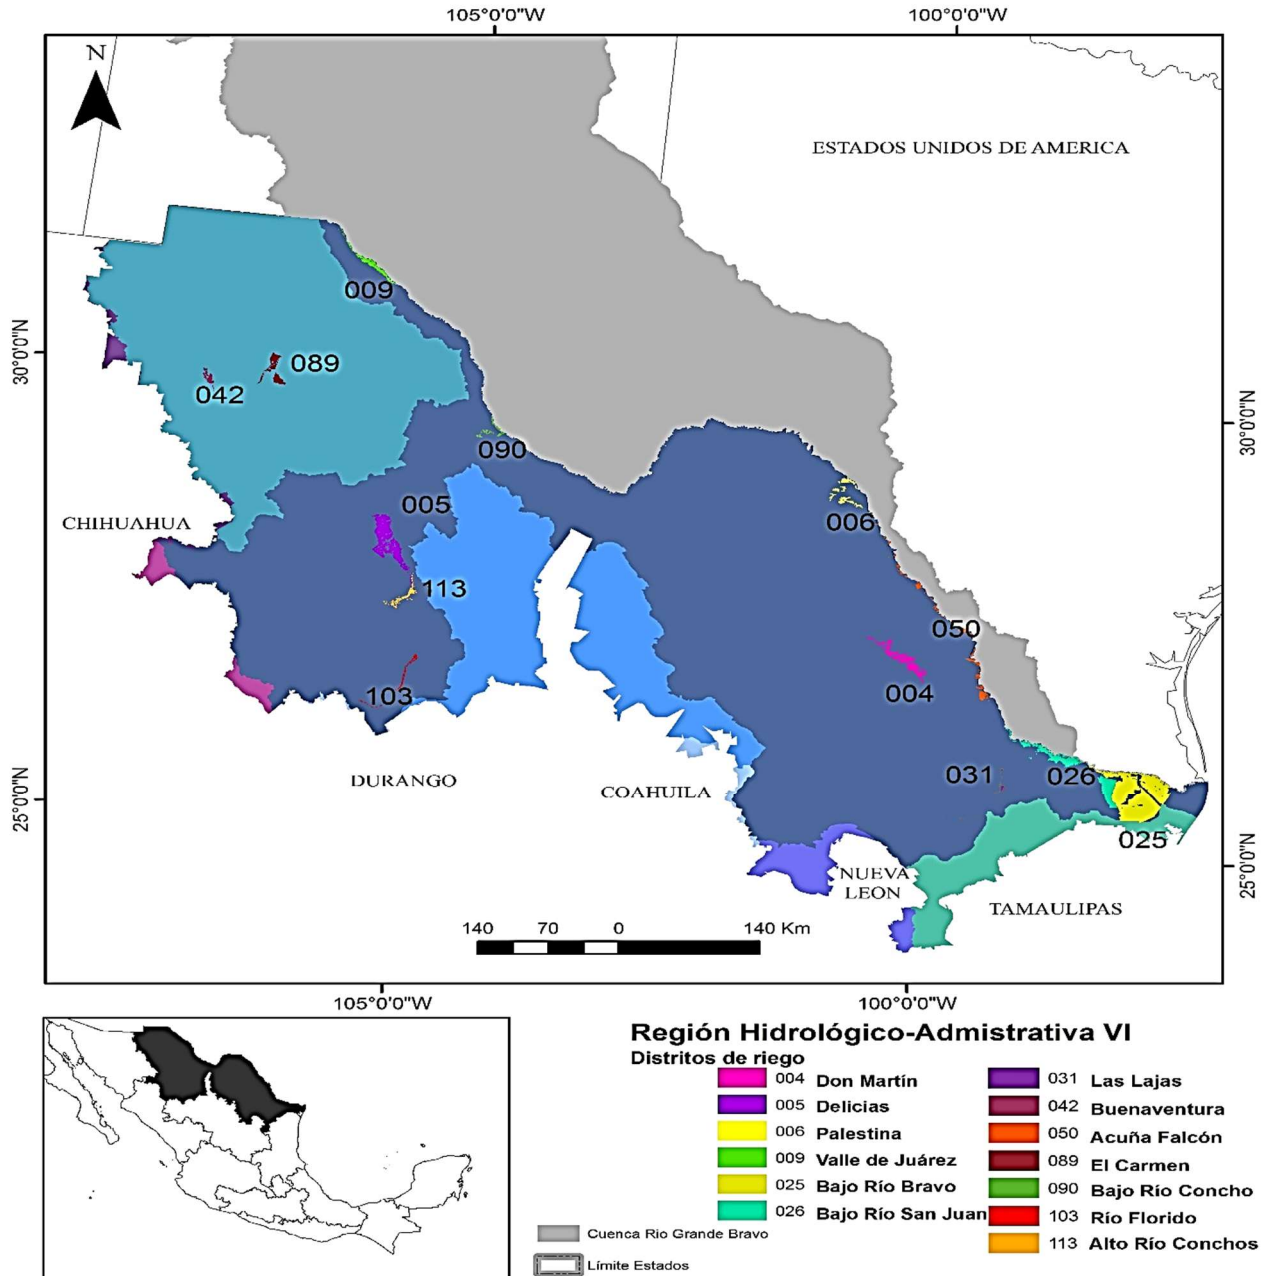 105°0'0"W
100°0'0"W
N
ESTADOS UNIDOS DE AMERICA
30°0'0"N
30°0'0"N
009
089
042
090
005
006
CHIHUAHUA
113
050
004
103
031
026
DURANGO
COAHUILA
25°0'0"N
25°0'0"N
025
NUEVA
LEON
TAMAULIPAS
140 70 0 140 Km
105°0'0"W
100°0'0"W
Región Hidrológico-Admistrativa VI
Distritos de riego
004 Don Martín
005 Delicias
006 Palestina
009 Valle de Juárez
025 Bajo Río Bravo
026 Bajo Río San Juan
031 Las Lajas
042 Buenaventura
050 Acuña Falcón
089 El Carmen
090 Bajo Río Concho
103 Río Florido
113 Alto Río Conchos
Cuenca Rio Grande Bravo
Límite Estados